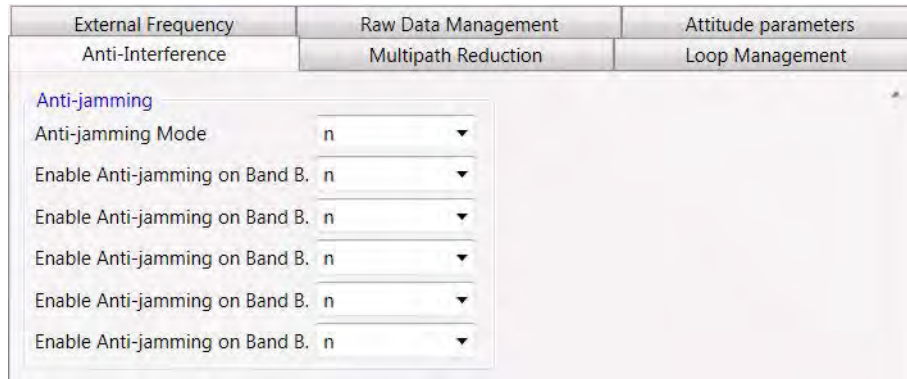 External Frequency Raw Data Management Attitude parameters
Anti-Interference Multipath Reduction Loop Management
Anti-jamming
Anti-jamming Mode n
Enable Anti-jamming on Band B. n
Enable Anti-jamming on Band B. n
Enable Anti-jamming on Band B. n
Enable Anti-jamming on Band B. n
Enable Anti-jamming on Band B. n